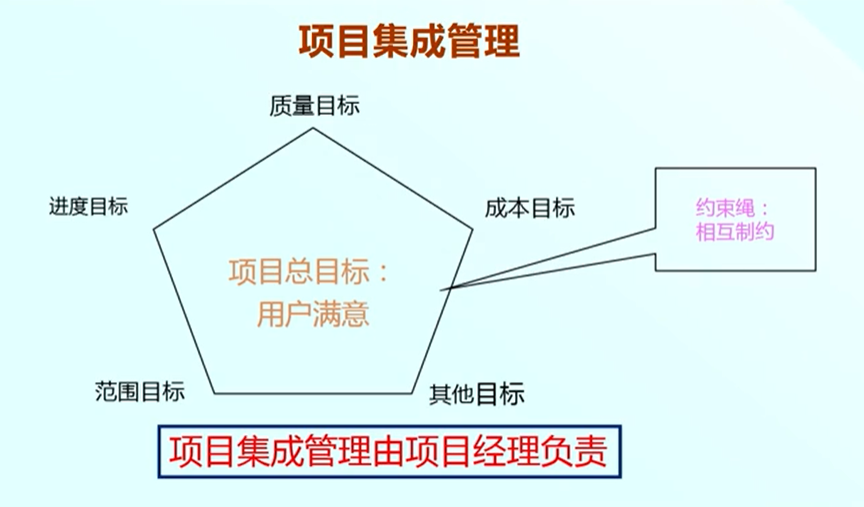 项目集成管理
质量目标
进度目标
成本目标
约束绳：
相互制约
项目总目标：
用户满意
范围目标
其他目标
项目集成管理由项目经理负责